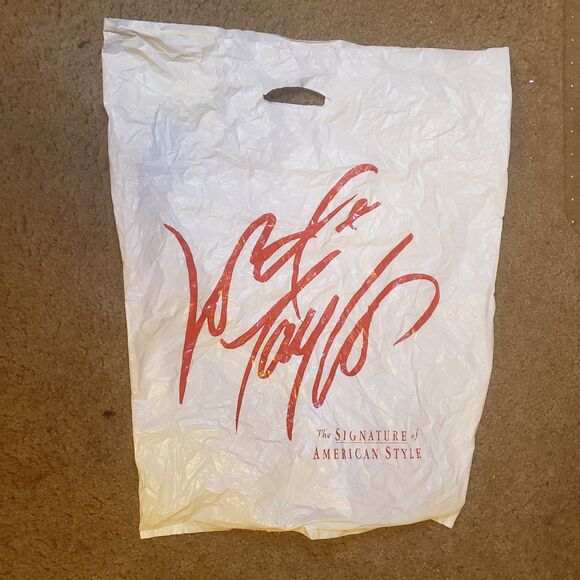 Lord &
Taylor
The SIGNATURE of
AMERICAN STYLE